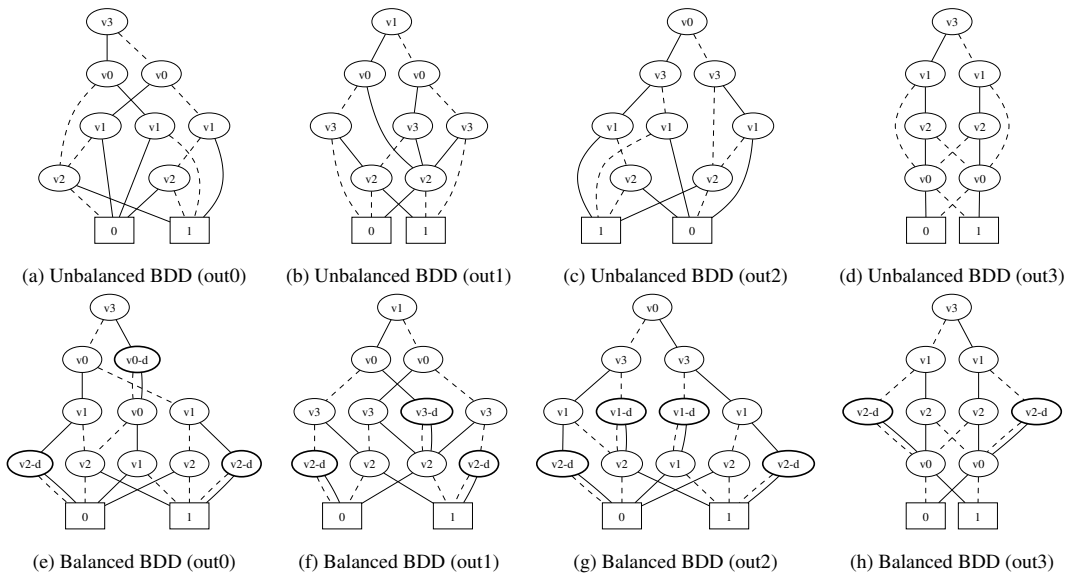 v3 v1 v0 v3
v0 v0 v0 v0 v3 v3 v1 v1
v1 v1 v1 v3 v3 v3 v1 v1 v1 v2 v2
v2 v2 v2 v2 v2 v2 v0 v0
0 1 0 1 1 0 0 1
(a) Unbalanced BDD (out0) (b) Unbalanced BDD (out1) (c) Unbalanced BDD (out2) (d) Unbalanced BDD (out3)
v3 v1 v0 v3
v0 v0-d v0 v0 v3 v3 v1 v1
v1 v0 v1 v3 v3 v3-d v3 v1 v1-d v1-d v1 v2-d v2 v2 v2-d
v2-d v2 v1 v2 v2-d v2-d v2 v2 v2-d v2-d v2 v1 v2 v2-d v0 v0
0 1 0 1 0 1 0 1
(e) Balanced BDD (out0) (f) Balanced BDD (out1) (g) Balanced BDD (out2) (h) Balanced BDD (out3)